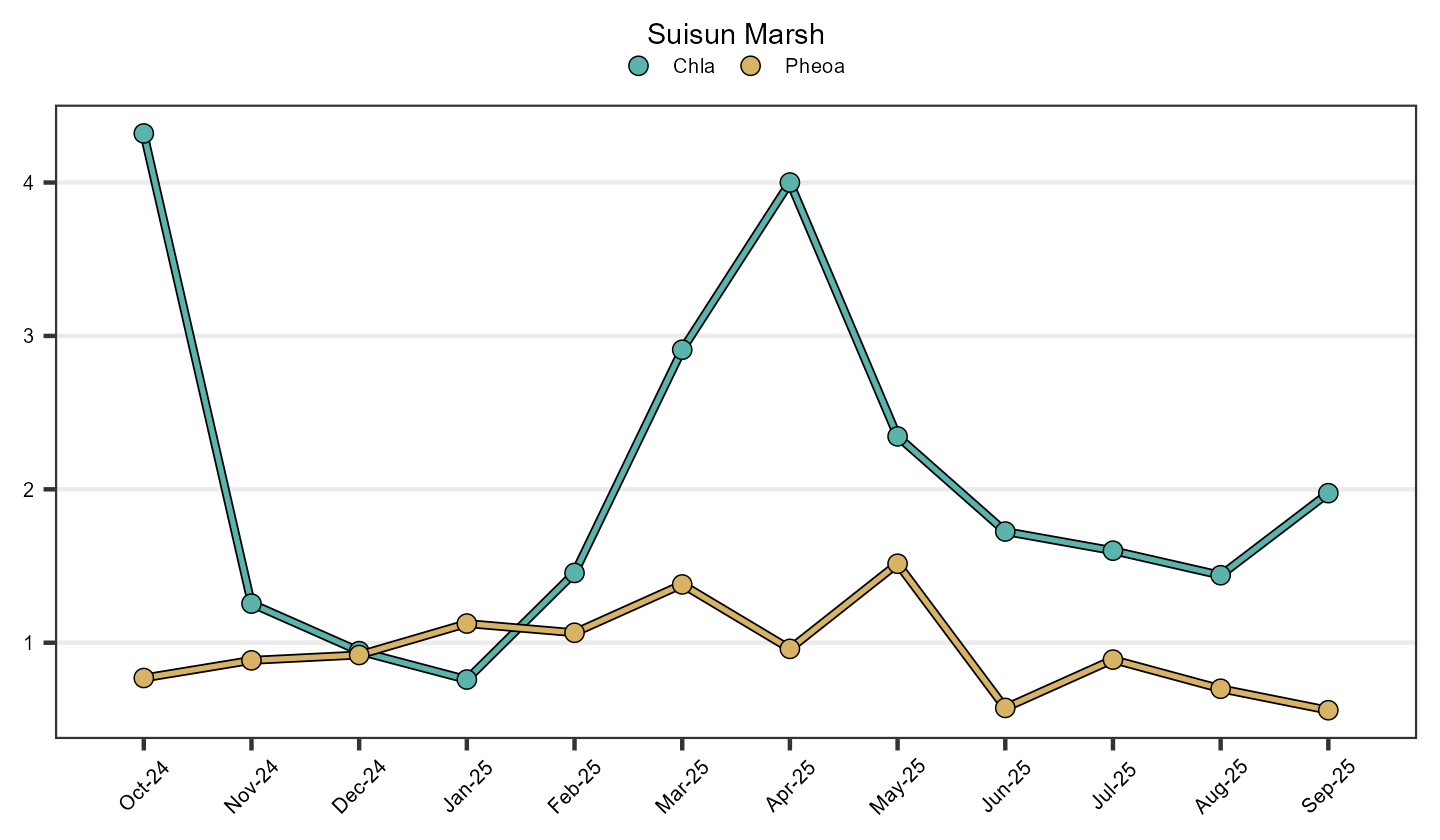 Suisun Marsh
Chla Pheoa
4
3
2
1
Oct-24 Nov-24 Dec-24 Jan-25 Feb-25 Mar-25 Apr-25 May-25 Jun-25 Jul-25 Aug-25 Sep-25